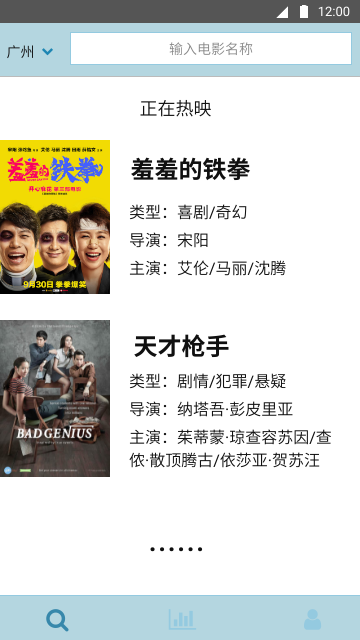 12:00
广州
输入电影名称
正在热映
羞羞的铁拳
开心麻花
9月30日 拳拳爆笑
羞羞的铁拳
类型：喜剧/奇幻
导演：宋阳
主演：艾伦/马丽/沈腾
BAD GENIUS
天才枪手
类型：剧情/犯罪/悬疑
导演：纳塔吾·彭皮里亚
主演：茱蒂蒙·琼查容苏因/查
侬·散顶腾古/依莎亚·贺苏汪
······